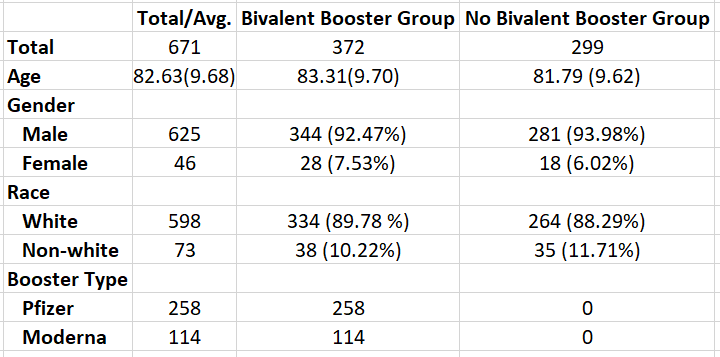 Total/Avg. Bivalent Booster Group No Bivalent Booster Group
Total 671 372 299
Age 82.63(9.68) 83.31(9.70) 81.79 (9.62)
Gender
Male 625 344 (92.47%) 281 (93.98%)
Female 46 28 (7.53%) 18 (6.02%)
Race
White 598 334 (89.78 %) 264 (88.29%)
Non-white 73 38 (10.22%) 35 (11.71%)
Booster Type
Pfizer 258 258 0
Moderna 114 114 0